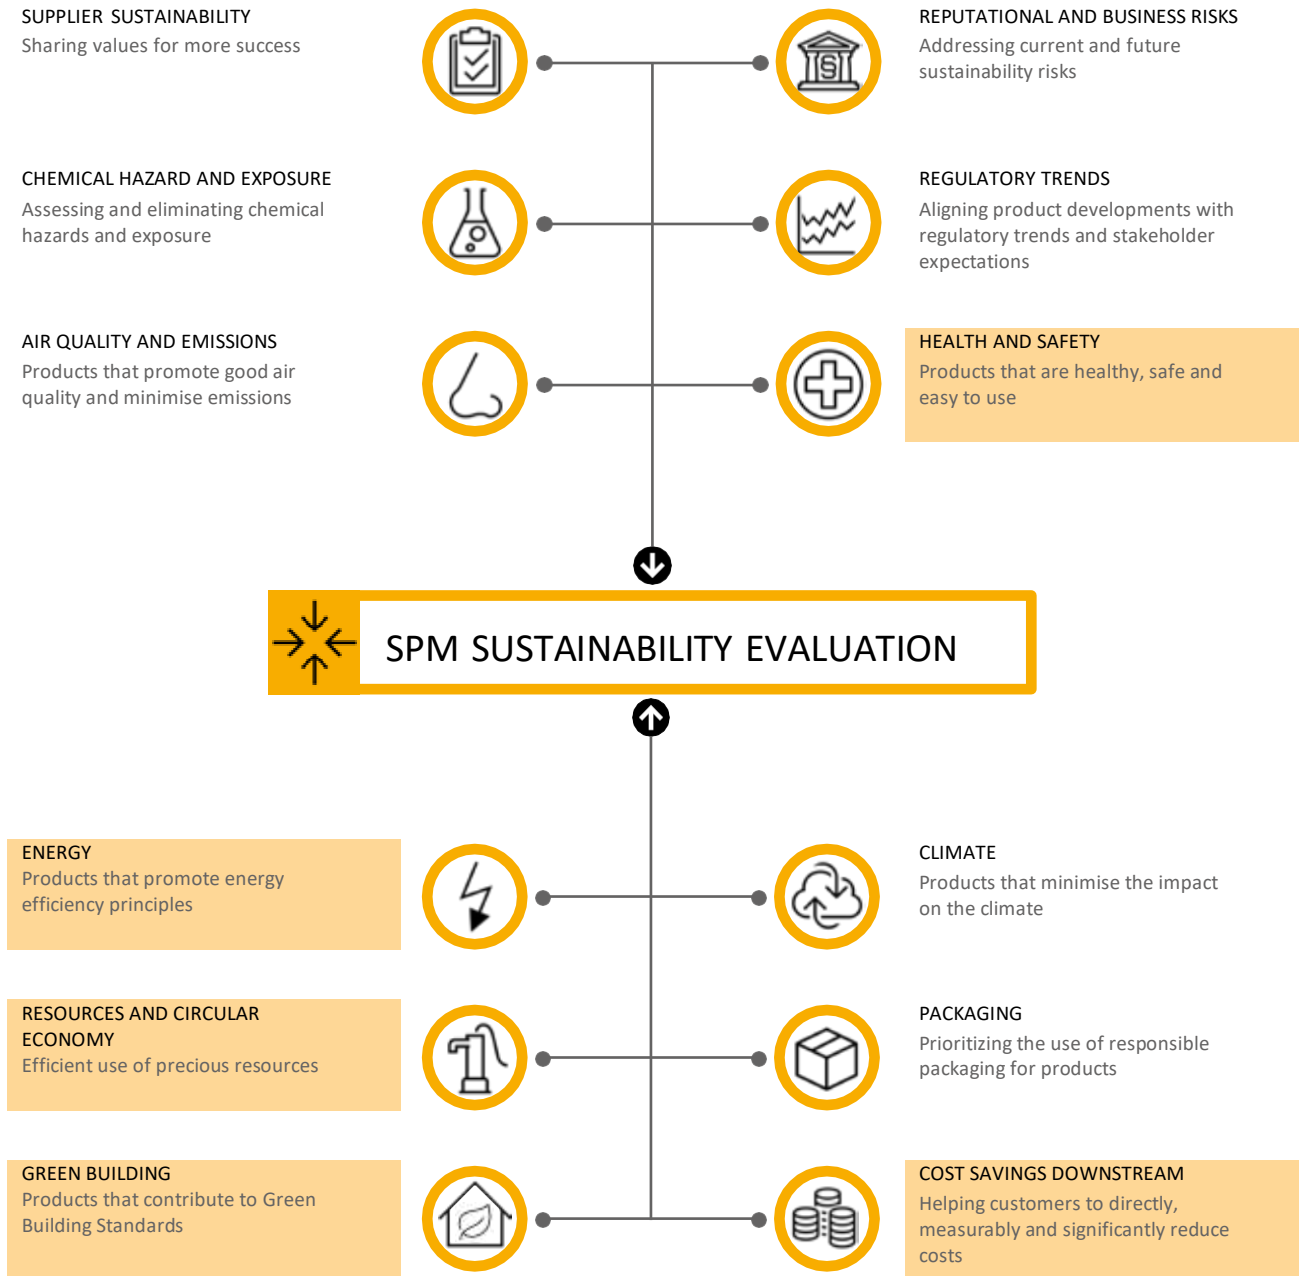 SUPPLIER SUSTAINABILITY
Sharing values for more success
REPUTATIONAL AND BUSINESS RISKS
Addressing current and future
sustainability risks
CHEMICAL HAZARD AND EXPOSURE
Assessing and eliminating chemical
hazards and exposure
REGULATORY TRENDS
Aligning product developments with
regulatory trends and stakeholder
expectations
AIR QUALITY AND EMISSIONS
Products that promote good air
quality and minimise emissions
HEALTH AND SAFETY
Products that are healthy, safe and
easy to use
SPM SUSTAINABILITY EVALUATION
ENERGY
Products that promote energy
efficiency principles
CLIMATE
Products that minimise the impact
on the climate
RESOURCES AND CIRCULAR
ECONOMY
Efficient use of precious resources
PACKAGING
Prioritizing the use of responsible
packaging for products
GREEN BUILDING
Products that contribute to Green
Building Standards
COST SAVINGS DOWNSTREAM
Helping customers to directly,
measurably and significantly reduce
costs